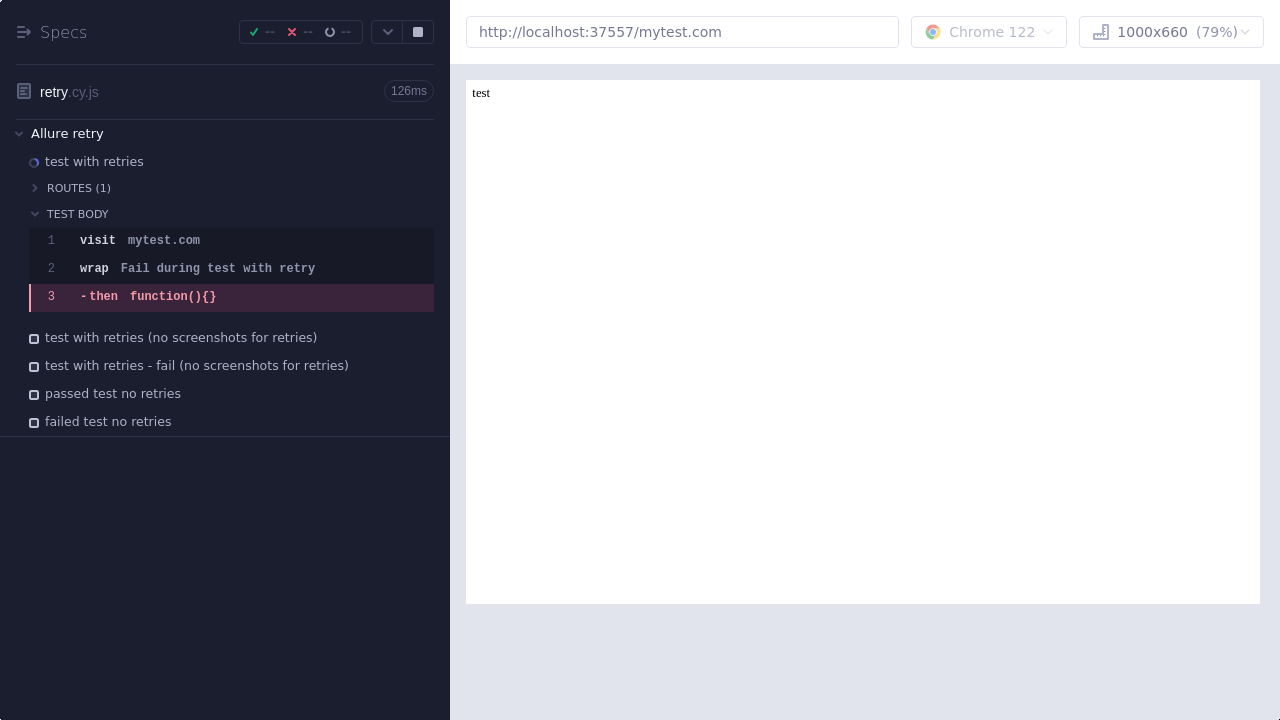 Specs
-- -- --
http://localhost:37557/mytest.com
Chrome 122
1000x660 (79%)
retry.cy.js
126ms
test
Allure retry
test with retries
ROUTES (1)
TEST BODY
1 visit mytest.com
2 wrap Fail during test with retry
3 -then function(){}
test with retries (no screenshots for retries)
test with retries - fail (no screenshots for retries)
passed test no retries
failed test no retries